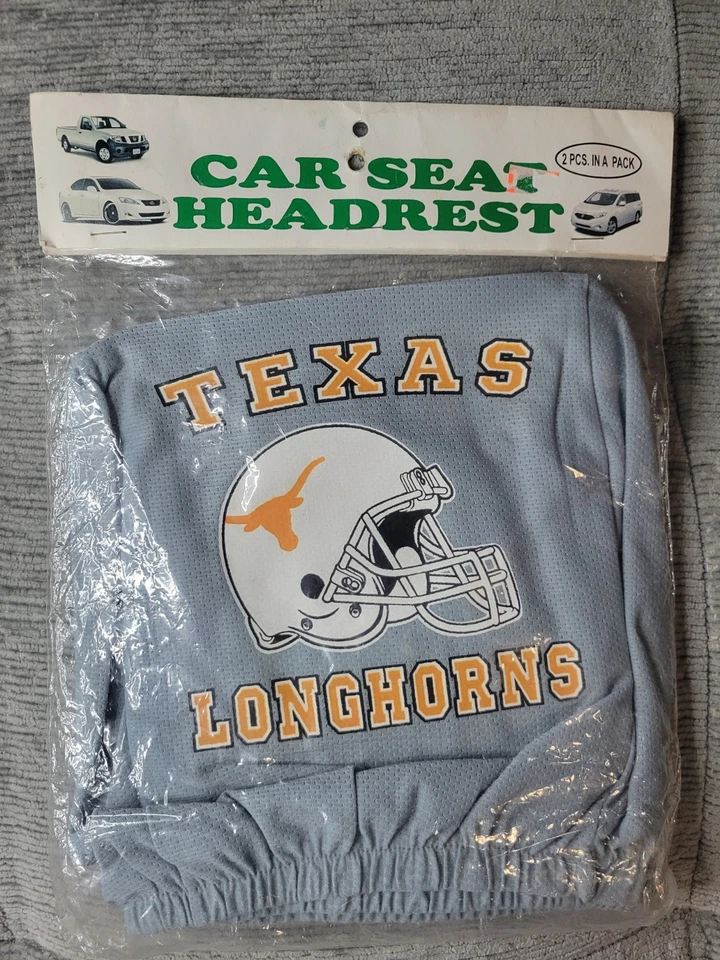 CAR SEAT
HEADREST
2 PCS. IN A PACK
TEXAS
LONGHORNS